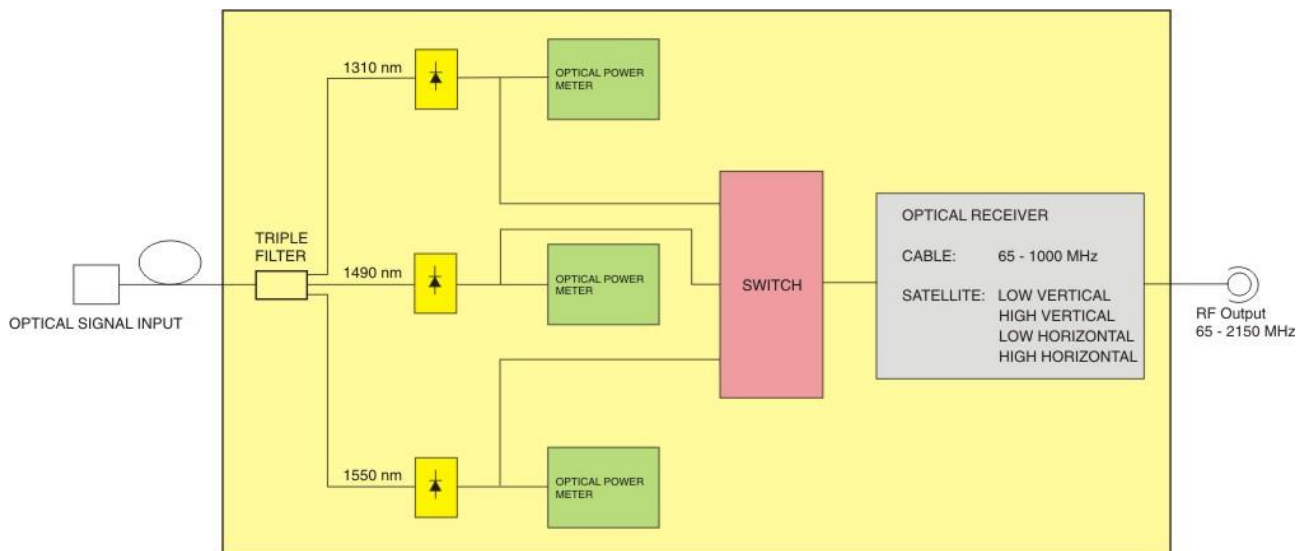 1310 nm
OPTICAL POWER
METER
TRIPLE
FILTER
1490 nm
OPTICAL POWER
METER
OPTICAL SIGNAL INPUT
1550 nm
OPTICAL POWER
METER
SWITCH
OPTICAL RECEIVER
CABLE: 65 - 1000 MHz
SATELLITE: LOW VERTICAL
HIGH VERTICAL
LOW HORIZONTAL
HIGH HORIZONTAL
RF Output
65 - 2150 MHz